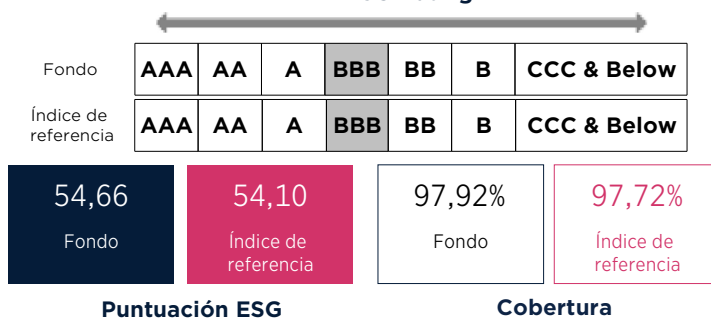 Fondo AAA AA A BBB BB B CCC & Below
Índice de
referencia
AAA AA A BBB BB B CCC & Below
54,66 54,10 97,92% 97,72%
Fondo Índice de
referencia
Fondo Índice de
referencia
Puntuación ESG Cobertura